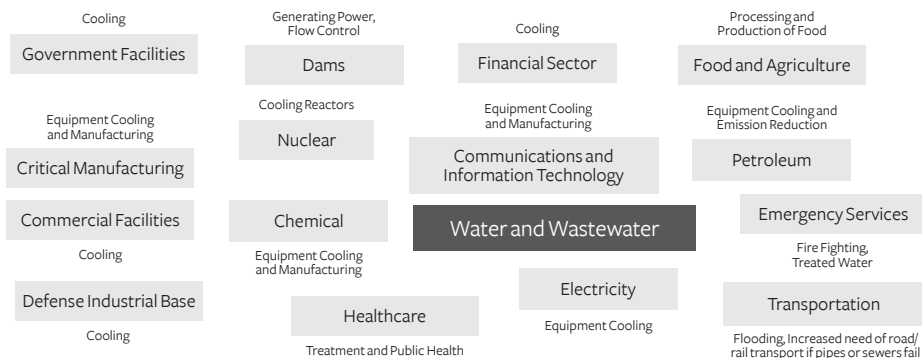 Cooling
Government Facilities
Generating Power,
Flow Control
Dams
Cooling
Financial Sector
Processing and
Production of Food
Food and Agriculture
Equipment Cooling
and Manufacturing
Critical Manufacturing
Cooling Reactors
Nuclear
Equipment Cooling
and Manufacturing
Communications and
Information Technology
Equipment Cooling and
Emission Reduction
Petroleum
Commercial Facilities
Cooling
Chemical
Equipment Cooling
and Manufacturing
Water and Wastewater
Emergency Services
Fire Fighting,
Treated Water
Defense Industrial Base
Cooling
Healthcare
Treatment and Public Health
Electricity
Equipment Cooling
Transportation
Flooding, Increased need of road/
rail transport if pipes or sewers fail